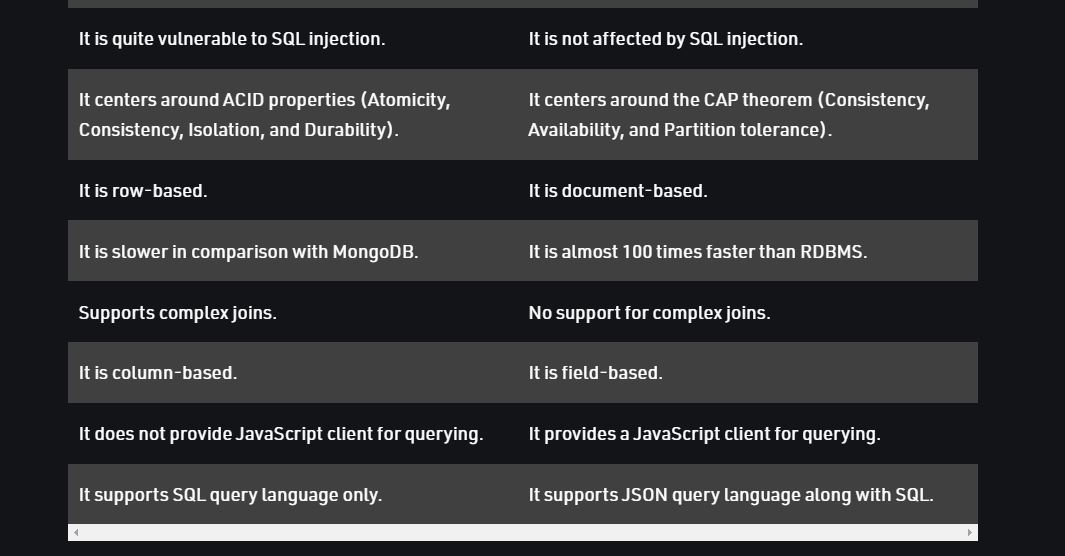 It is quite vulnerable to SQL injection.
It is not affected by SQL injection.
It centers around ACID properties (Atomicity,
Consistency, Isolation, and Durability).
It centers around the CAP theorem (Consistency,
Availability, and Partition tolerance).
It is row-based.
It is document-based.
It is slower in comparison with MongoDB.
It is almost 100 times faster than RDBMS.
Supports complex joins.
No support for complex joins.
It is column-based.
It is field-based.
It does not provide JavaScript client for querying.
It provides a JavaScript client for querying.
It supports SQL query language only.
It supports JSON query language along with SQL.